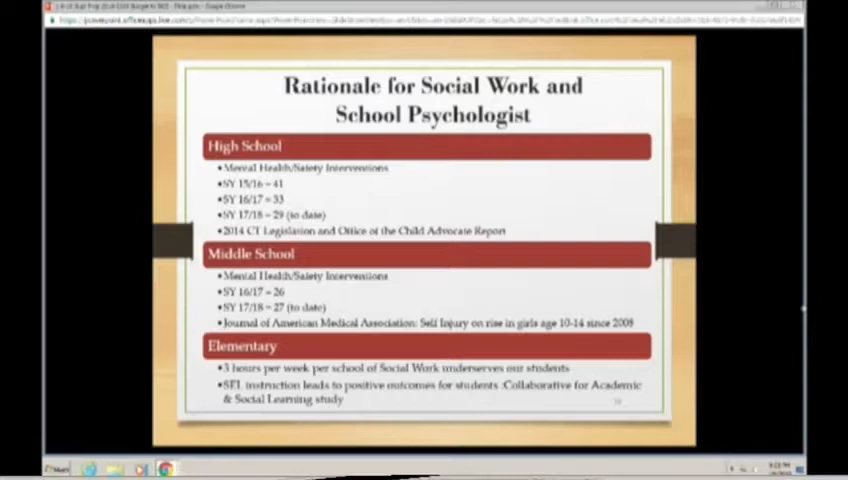 Rationale for Social Work and
School Psychologist
High School
•Mental Health/Safety Interventions
•SY 15/16 = 41
•SY 16/17 = 33
•SY 17/18 = 29 (to date)
•2014 CT Legislation and Office of the Child Advocate Report
Middle School
•Mental Health/Safety Interventions
•SY 16/17 = 26
•SY 17/18 = 27 (to date)
•Journal of American Medical Association: Self Injury on rise in girls age 10-14 since 2008
Elementary
•3 hours per week per school of Social Work underserves our students
•SEL instruction leads to positive outcomes for students :Collaborative for Academic
& Social Learning study
Start